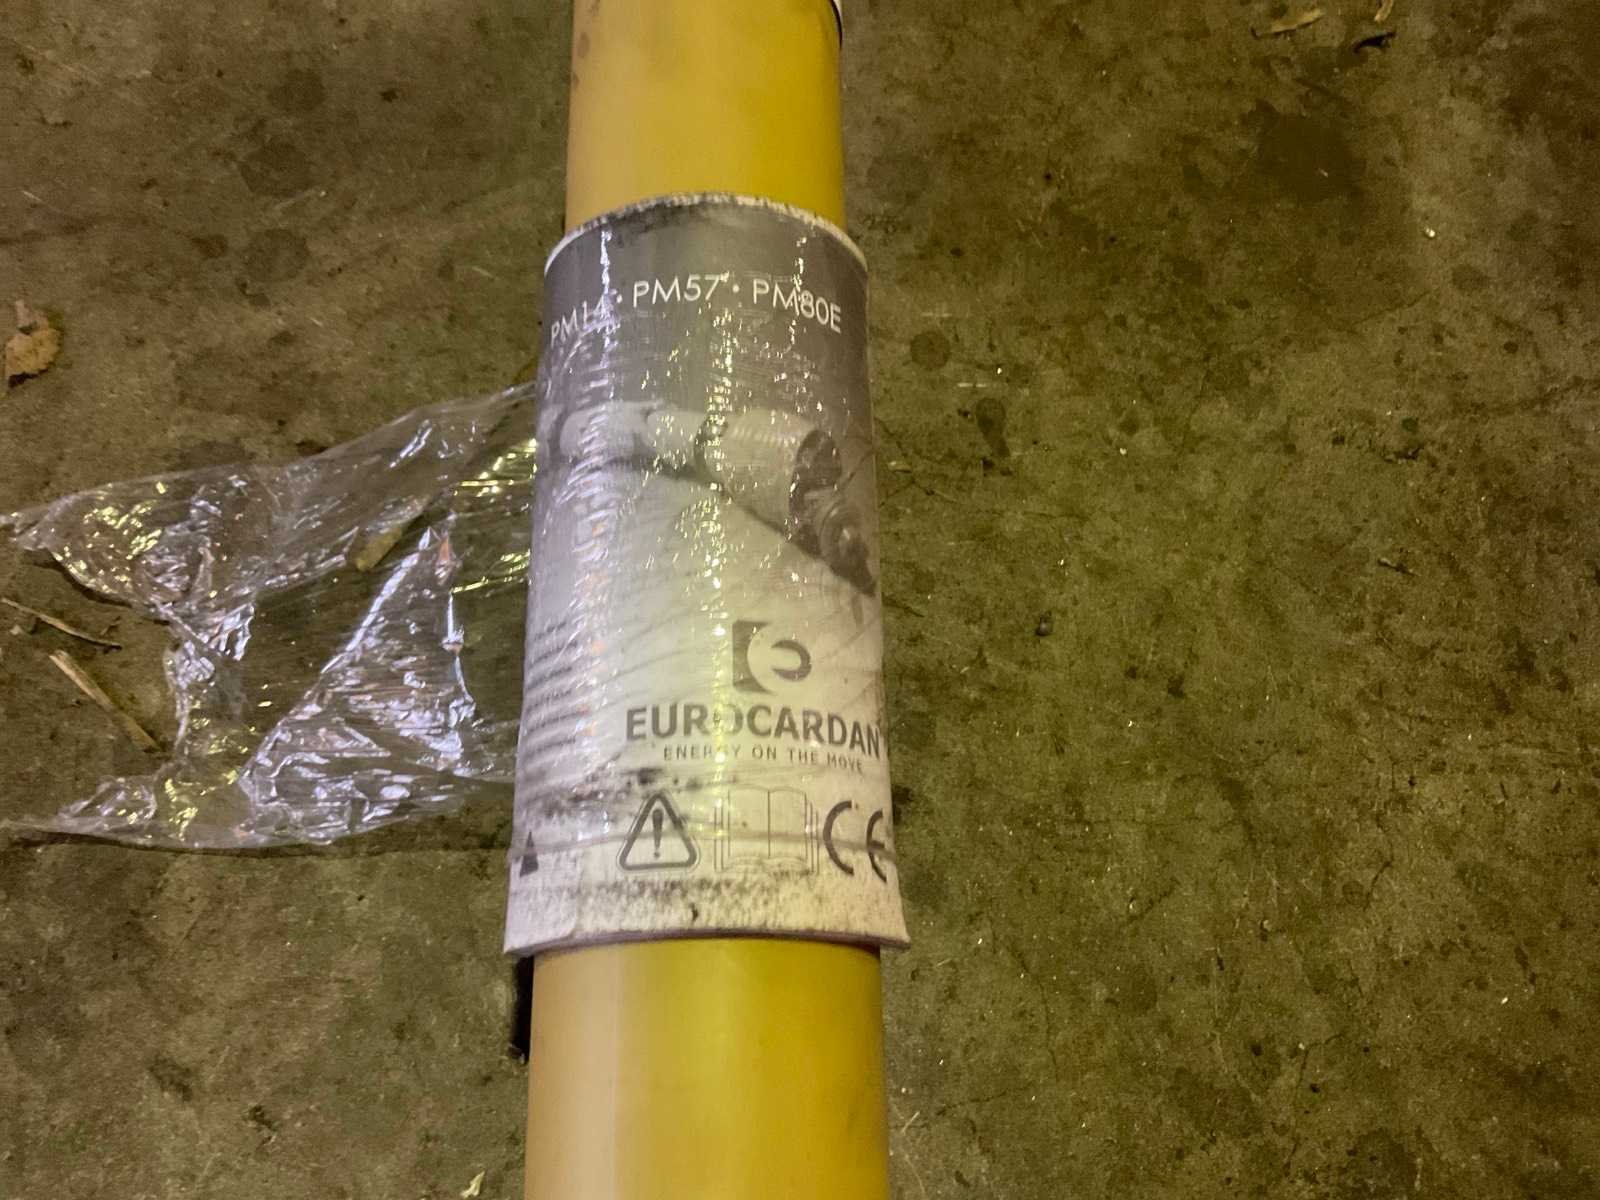 PM14 · PM57 · PM80E
EUROCARDAN
ENERGY ON THE MOVE
CE